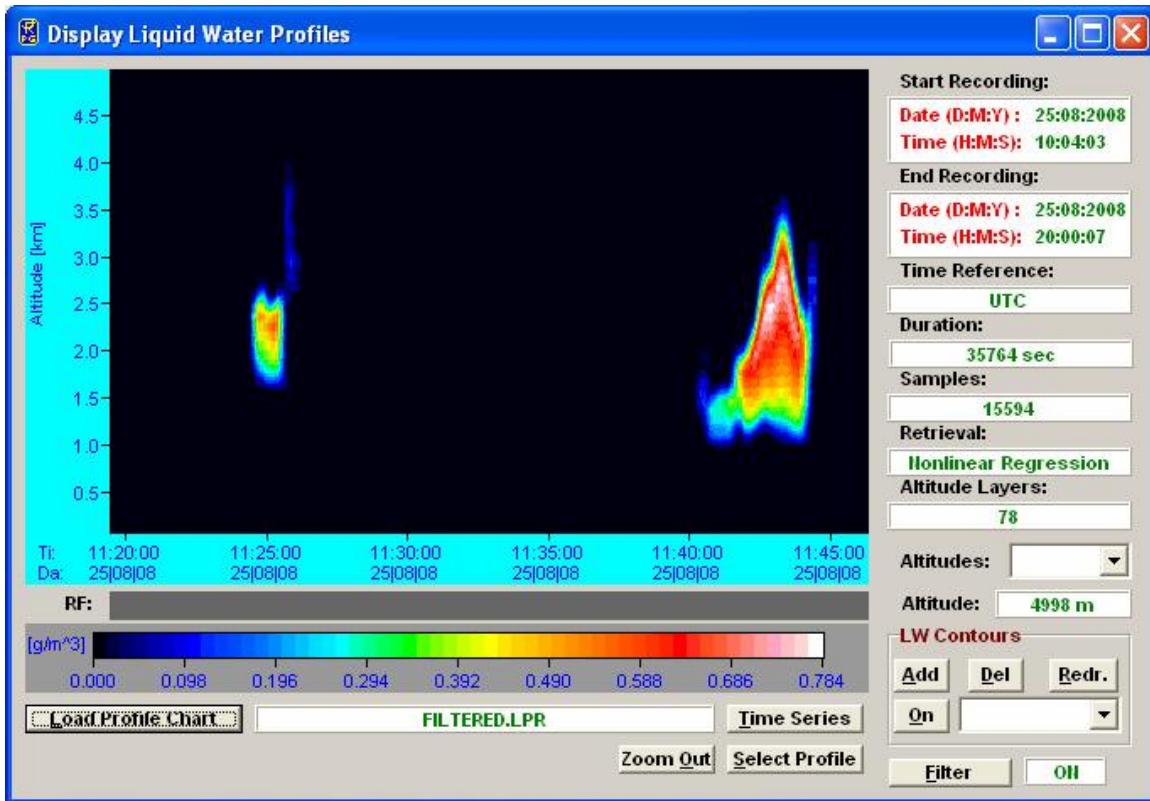 Display Liquid Water Profiles
Altitude [km]
4.5
4.0
3.5
3.0
2.5
2.0
1.5
1.0
0.5
Ti: 11:20:00 11:25:00 11:30:00 11:35:00 11:40:00 11:45:00
Da: 25|08|08 25|08|08 25|08|08 25|08|08 25|08|08 25|08|08
RF:
[g/m^3]
0.000 0.098 0.196 0.294 0.392 0.490 0.588 0.686 0.784
Load Profile Chart FILTERED.LPR Time Series
Zoom Out Select Profile
Start Recording:
Date (D:M:Y) : 25:08:2008
Time (H:M:S): 10:04:03
End Recording:
Date (D:M:Y) : 25:08:2008
Time (H:M:S): 20:00:07
Time Reference:
UTC
Duration:
35764 sec
Samples:
15594
Retrieval:
Nonlinear Regression
Altitude Layers:
78
Altitudes:
Altitude: 4998 m
LW Contours
Add Del Redr.
On
Filter ON